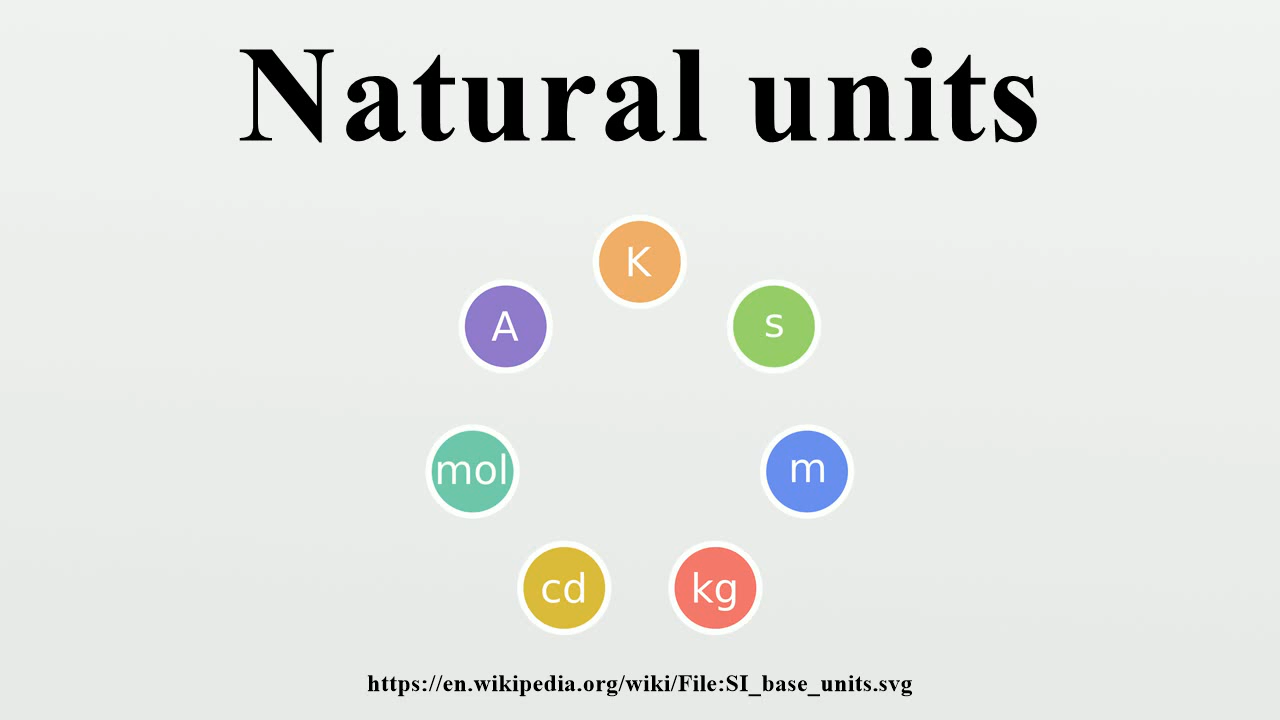 Natural units
K
A
s
mol
m
cd
kg
https://en.wikipedia.org/wiki/File:SI_base_units.svg